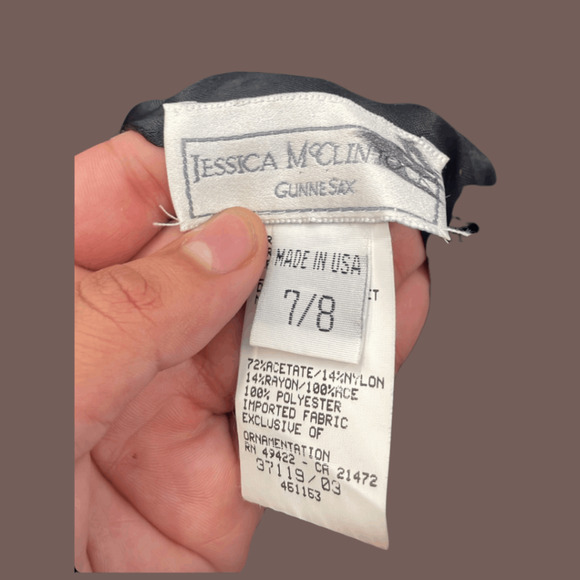 JESSICA MCCLINTOCK
GUNNE SAX
MADE IN USA
7/8
72%ACETATE/14%NYLON
14%RAYON/100%ACE
100% POLYESTER
IMPORTED FABRIC
EXCLUSIVE OF
ORNAMENTATION
RN 49422 - CA 21472
37119/03
461163